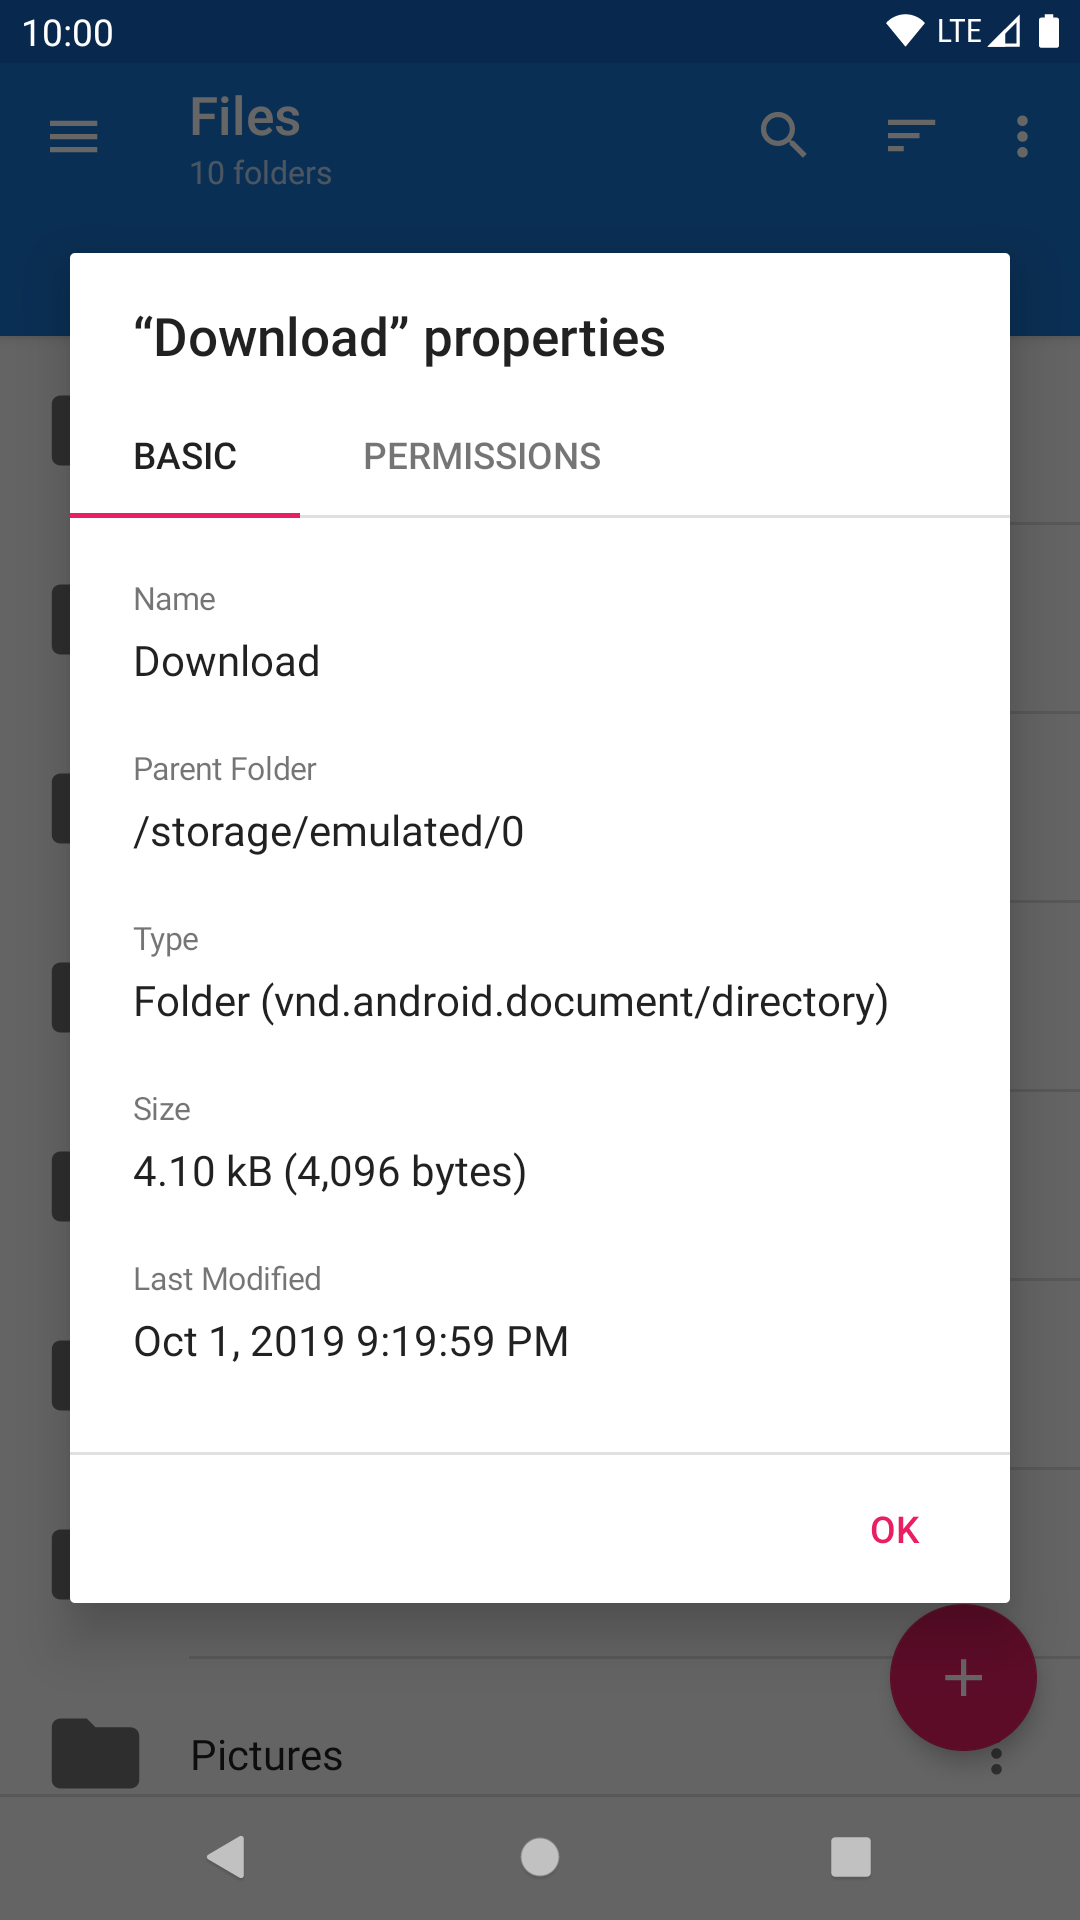 10:00 LTE
Files
10 folders
“Download” properties
BASIC PERMISSIONS
Name
Download
Parent Folder
/storage/emulated/0
Type
Folder (vnd.android.document/directory)
Size
4.10 kB (4,096 bytes)
Last Modified
Oct 1, 2019 9:19:59 PM
OK
Pictures